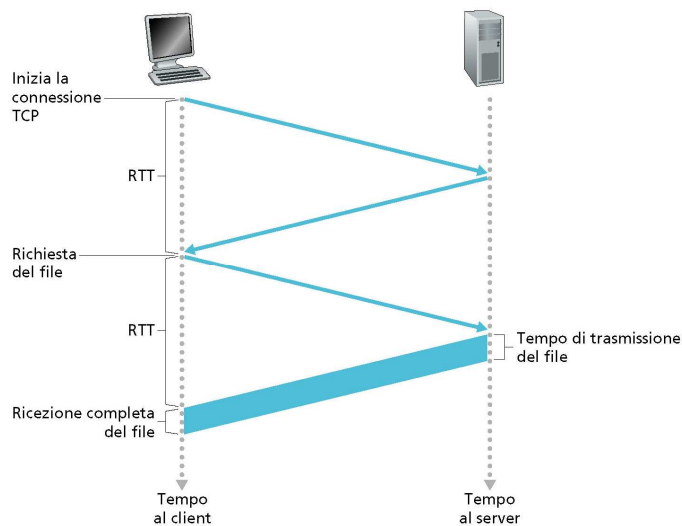 Inizia la
connessione
TCP
RTT
Richiesta
del file
RTT
Tempo di trasmissione
del file
Ricezione completa
del file
Tempo
al client
Tempo
al server